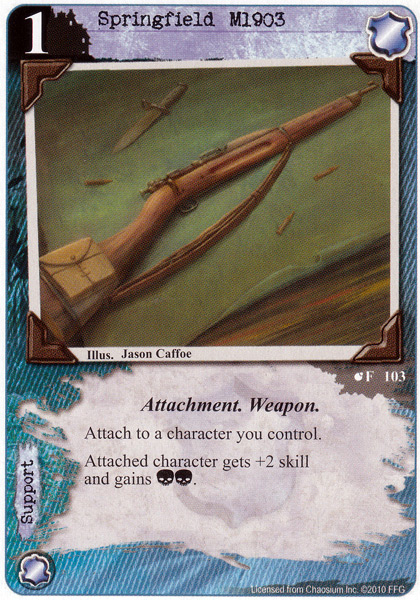 1
Springfield M1903
Illus. Jason Caffoe
F 103
Attachment. Weapon.
Attach to a character you control.
Attached character gets +2 skill
and gains .
Support
Licensed from Chaosium Inc. ©2010 FFG